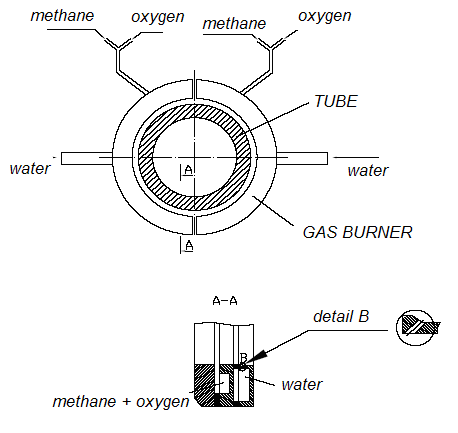 methane oxygen methane oxygen
TUBE
water water
A
GAS BURNER
A
A-A
detail B
B
water
methane + oxygen